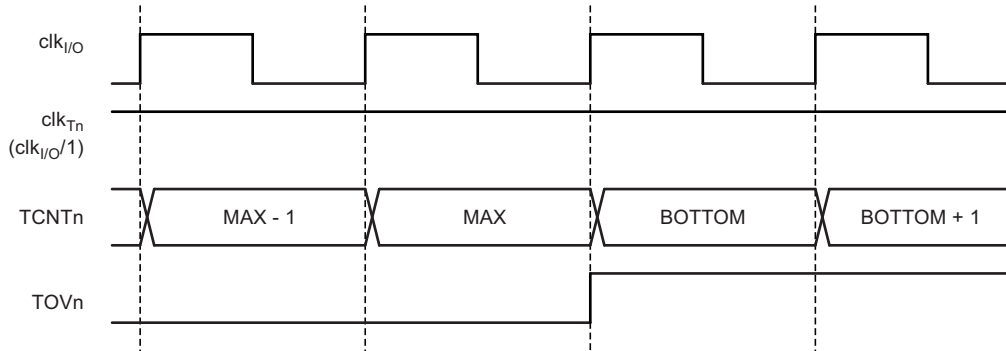 clkI/O
clkTn
(clkI/O/1)
TCNTn
MAX - 1
MAX
BOTTOM
BOTTOM + 1
TOVn